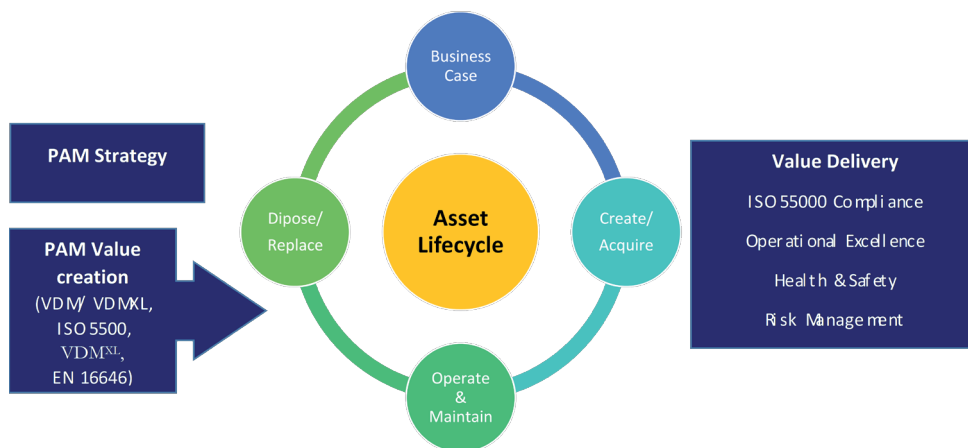 PAM Strategy
PAM Value
creation
(VDM/ VDMXL,
ISO 5500,
VDMXL,
EN 16646)
Business
Case
Dipose/
Replace
Asset
Lifecycle
Create/
Acquire
Operate
&
Maintain
Value Delivery
ISO 55000 Compliance
Operational Excellence
Health & Safety
Risk Management